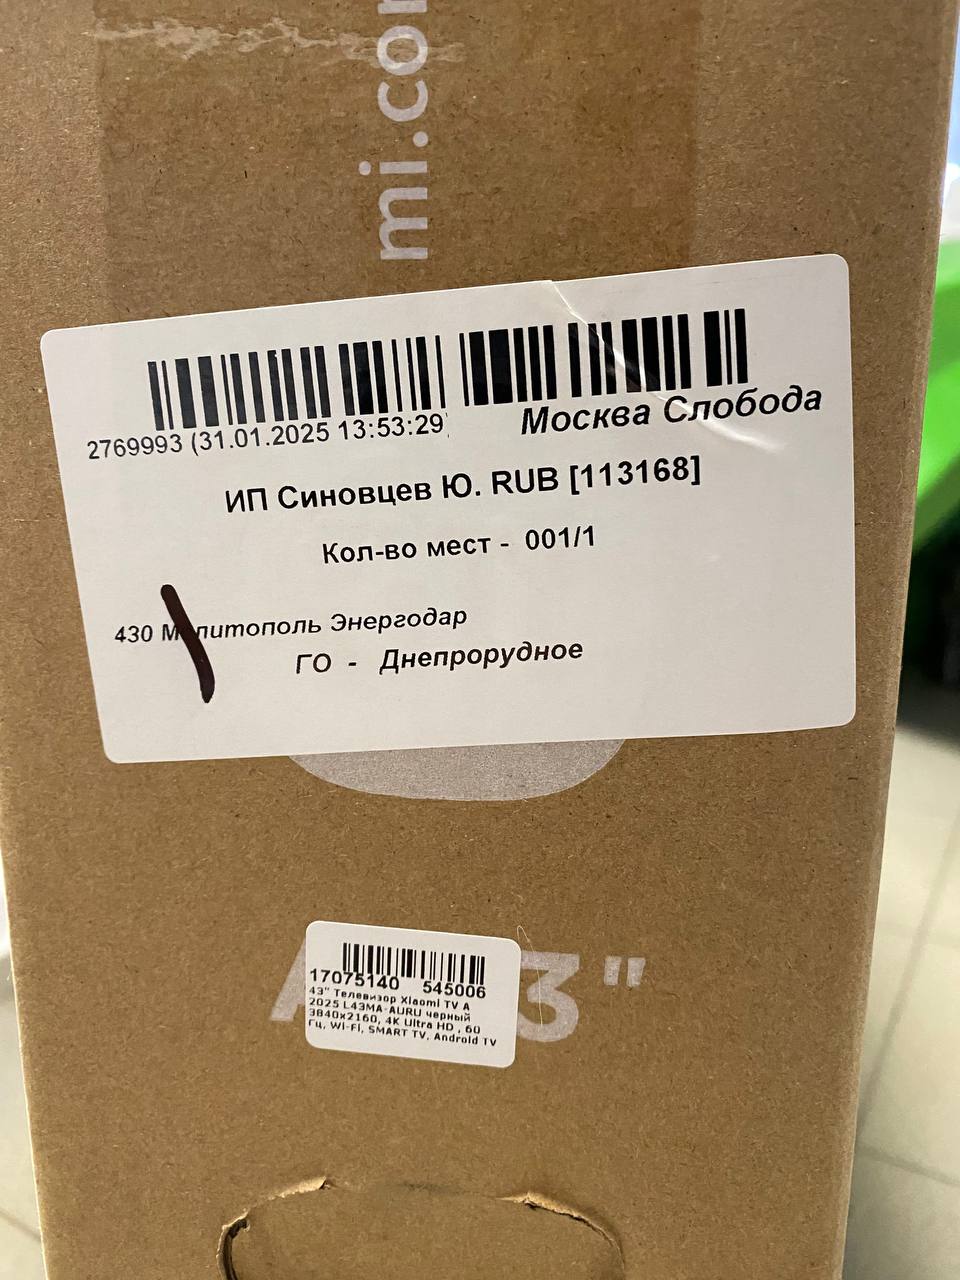 mi.com
2769993 (31.01.2025 13:53:29)
Москва Слобода
ИП Синовцев Ю. RUB [113168]
Кол-во мест - 001/1
430 Мелитополь Энергодар
ГО - Днепрорудное
A 43"
17075140 545006
43" Телевизор Xiaomi TV A
2025 L43MA-AURU черный
3840x2160, 4K Ultra HD , 60
Гц, Wi-Fi, SMART TV, Android TV